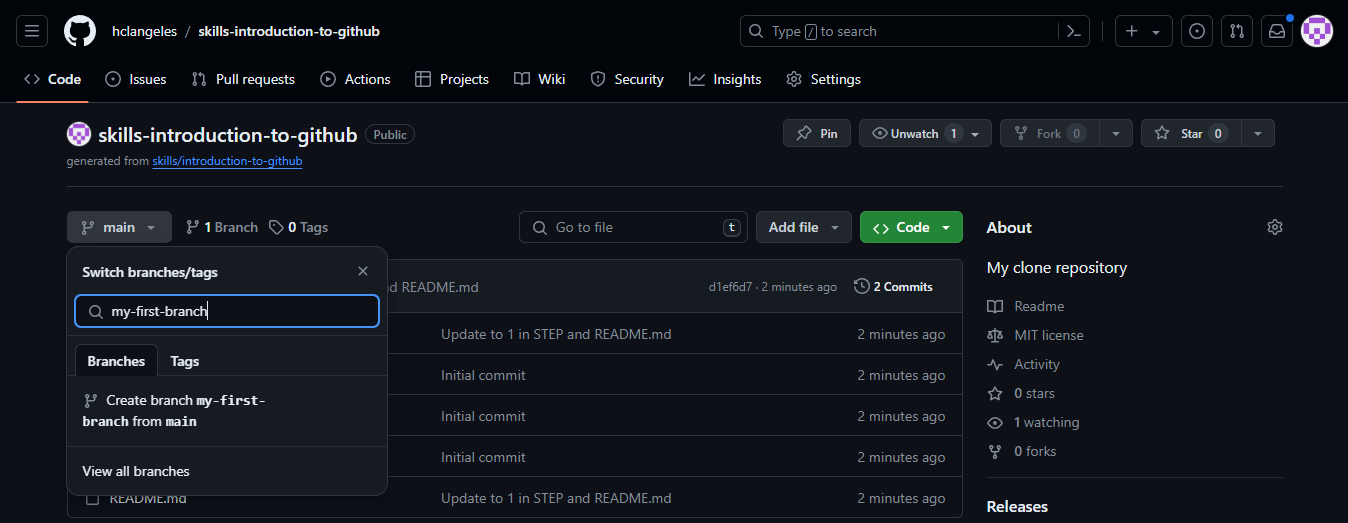 hclangeles / skills-introduction-to-github
Type / to search
Code Issues Pull requests Actions Projects Wiki Security Insights Settings
skills-introduction-to-github Public
Pin Unwatch 1 Fork 0 Star 0
generated from skills/introduction-to-github
main 1 Branch 0 Tags Go to file t Add file Code
Switch branches/tags
my-first-branch
Branches Tags
Create branch my-first-
branch from main
View all branches
README.md d1ef6d7 · 2 minutes ago 2 Commits
Update to 1 in STEP and README.md 2 minutes ago
Initial commit 2 minutes ago
Initial commit 2 minutes ago
Initial commit 2 minutes ago
README.md Update to 1 in STEP and README.md 2 minutes ago
About
My clone repository
Readme
MIT license
Activity
0 stars
1 watching
0 forks
Releases